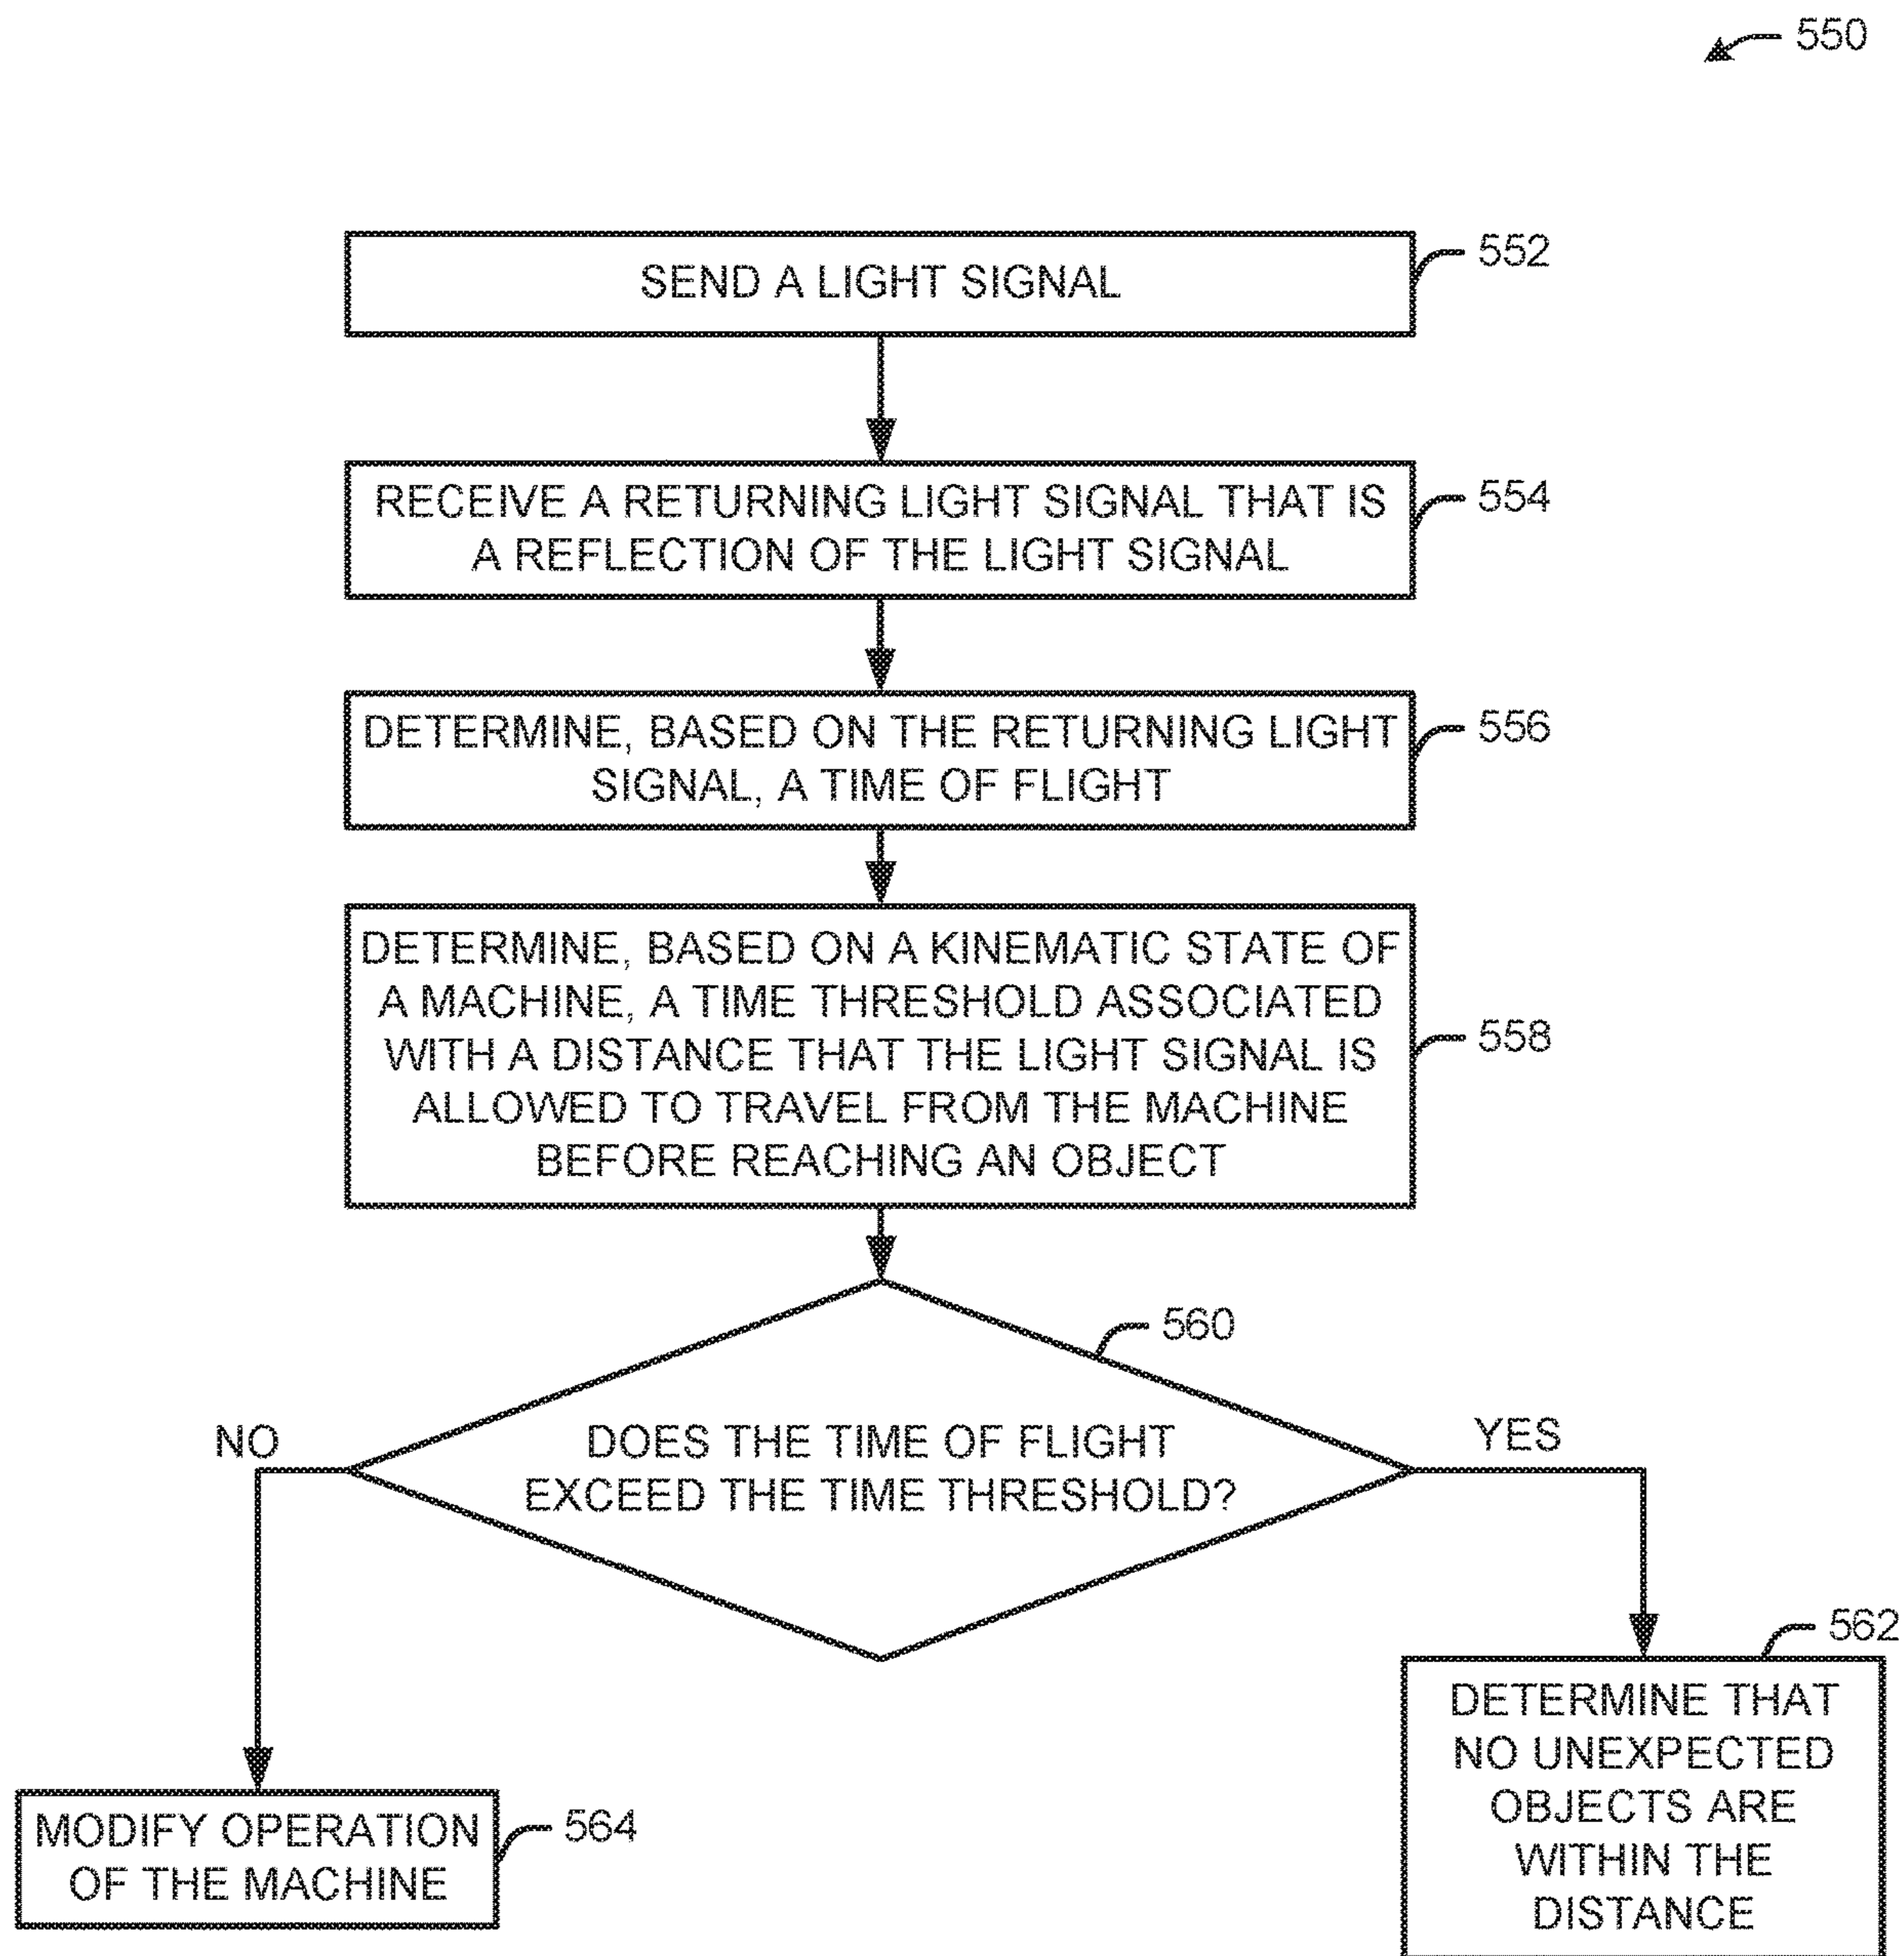 550
SEND A LIGHT SIGNAL
552
RECEIVE A RETURNING LIGHT SIGNAL THAT IS
A REFLECTION OF THE LIGHT SIGNAL
554
DETERMINE, BASED ON THE RETURNING LIGHT
SIGNAL, A TIME OF FLIGHT
556
DETERMINE, BASED ON A KINEMATIC STATE OF
A MACHINE, A TIME THRESHOLD ASSOCIATED
WITH A DISTANCE THAT THE LIGHT SIGNAL IS
ALLOWED TO TRAVEL FROM THE MACHINE
BEFORE REACHING AN OBJECT
558
560
DOES THE TIME OF FLIGHT
EXCEED THE TIME THRESHOLD?
NO
YES
562
DETERMINE THAT
NO UNEXPECTED
OBJECTS ARE
WITHIN THE
DISTANCE
MODIFY OPERATION
OF THE MACHINE
564